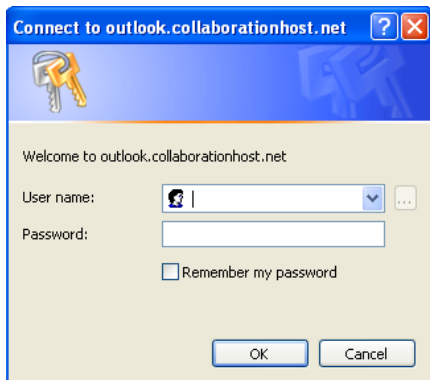 Connect to outlook.collaborationhost.net
Welcome to outlook.collaborationhost.net
User name:
...
Password:
Remember my password
OK Cancel